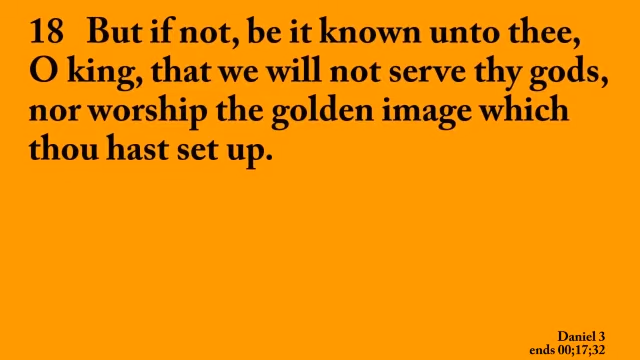 18 But if not, be it known unto thee,
O king, that we will not serve thy gods,
nor worship the golden image which
thou hast set up.
Daniel 3
ends 00;17;32